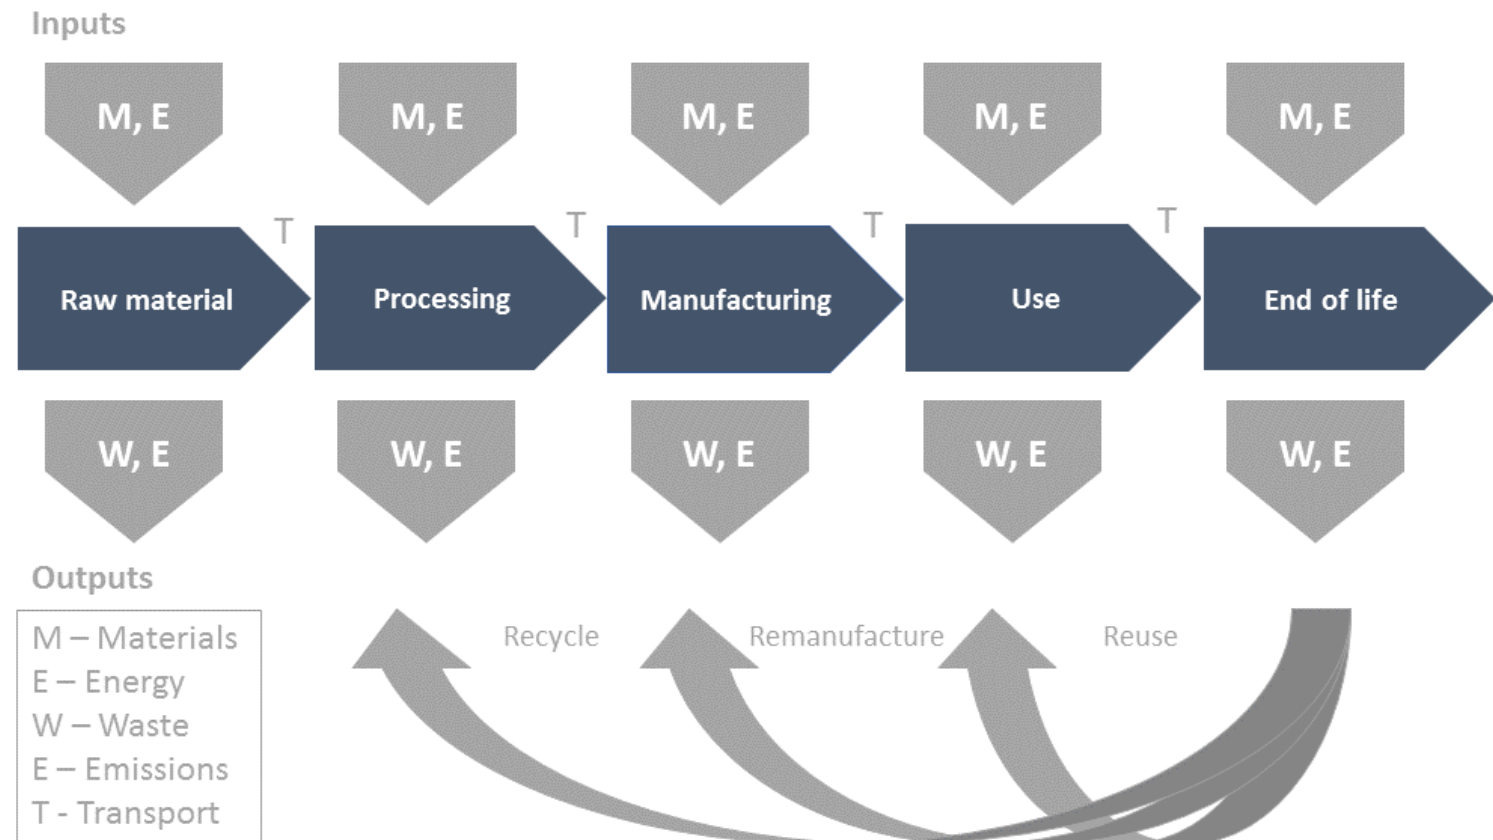 Inputs
M, E
M, E
M, E
M, E
M, E
T
T
T
T
Raw material
Processing
Manufacturing
Use
End of life
W, E
W, E
W, E
W, E
W, E
Outputs
Recycle
Remanufacture
Reuse
M – Materials
E – Energy
W – Waste
E – Emissions
T - Transport